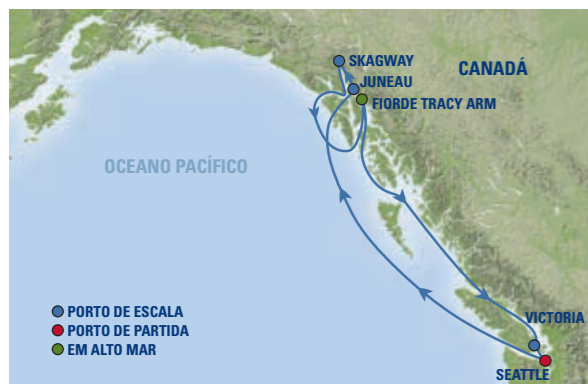 SKAGWAY
JUNEAU
CANADÁ
FIORDE TRACY ARM
OCEANO PACÍFICO
PORTO DE ESCALA
PORTO DE PARTIDA
EM ALTO MAR
VICTORIA
SEATTLE